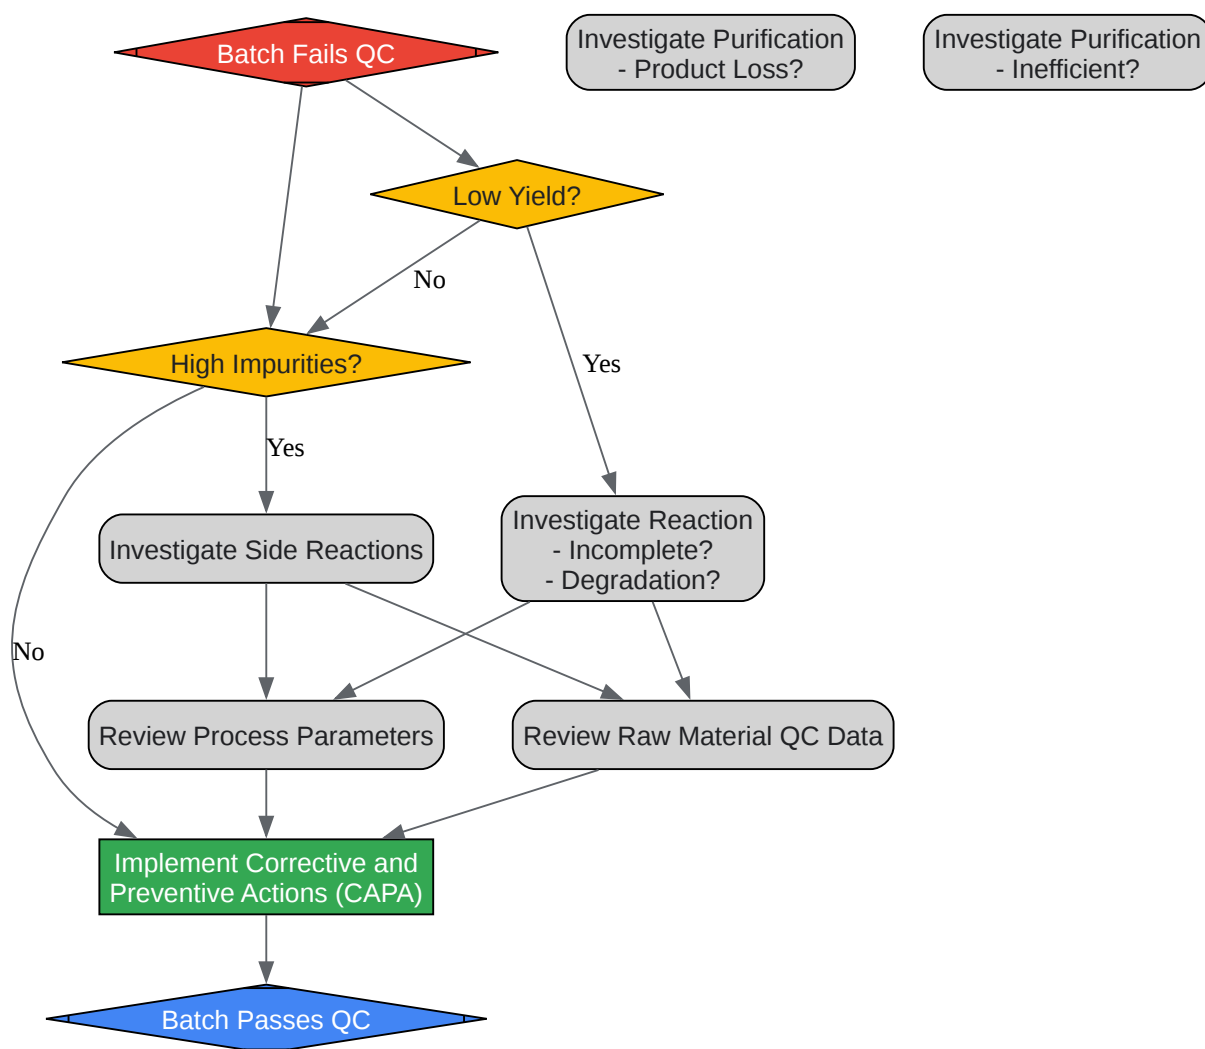 Batch Fails QC
Investigate Purification
- Product Loss?
Investigate Purification
- Inefficient?
Low Yield?
No
High Impurities?
Yes
Yes
Investigate Side Reactions
Investigate Reaction
- Incomplete?
- Degradation?
No
Review Process Parameters
Review Raw Material QC Data
Implement Corrective and
Preventive Actions (CAPA)
Batch Passes QC